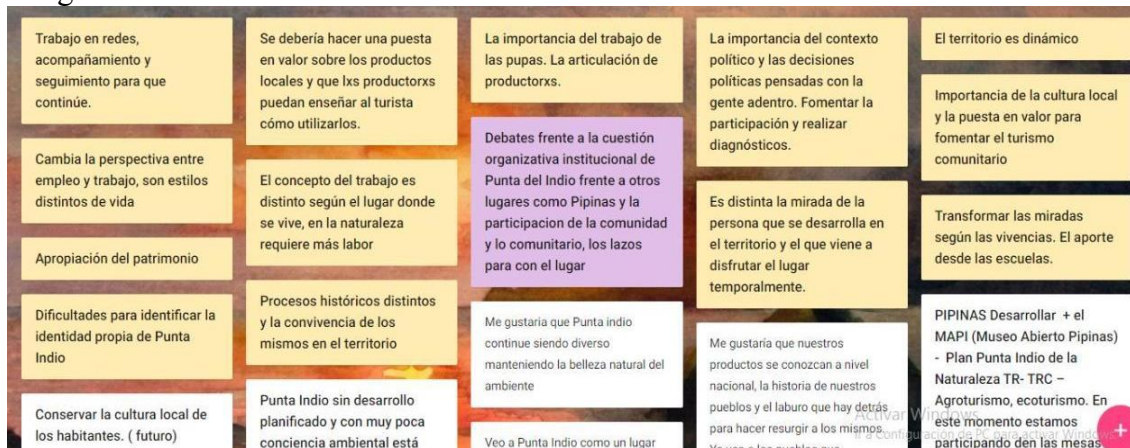 Trabajo en redes,
acompañamiento y
seguimiento para que
continúe.
Cambia la perspectiva entre
empleo y trabajo, son estilos
distintos de vida
Apropiación del patrimonio
Dificultades para identificar la
identidad propia de Punta
Indio
Conservar la cultura local de
los habitantes. ( futuro)
Se debería hacer una puesta
en valor sobre los productos
locales y que lxs productorxs
puedan enseñar al turista
cómo utilizarlos.
El concepto del trabajo es
distinto según el lugar donde
se vive, en la naturaleza
requiere más labor
Procesos históricos distintos
y la convivencia de los
mismos en el territorio
Punta Indio sin desarrollo
planificado y con muy poca
conciencia ambiental está
La importancia del trabajo de
las pupas. La articulación de
productorxs.
Debates frente a la cuestión
organizativa institucional de
Punta del Indio frente a otros
lugares como Pipinas y la
participacion de la comunidad
y lo comunitario, los lazos
para con el lugar
Me gustaria que Punta indio
continue siendo diverso
manteniendo la belleza natural del
ambiente
Veo a Punta Indio como un lugar
La importancia del contexto
político y las decisiones
políticas pensadas con la
gente adentro. Fomentar la
participación y realizar
diagnósticos.
Es distinta la mirada de la
persona que se desarrolla en
el territorio y el que viene a
disfrutar el lugar
temporalmente.
Me gustaría que nuestros
productos se conozcan a nivel
nacional, la historia de nuestros
pueblos y el laburo que hay detrás
para hacer resurgir a los mismos.
El territorio es dinámico
Importancia de la cultura local
y la puesta en valor para
fomentar el turismo
comunitario
Transformar las miradas
según las vivencias. El aporte
desde las escuelas.
PIPINAS Desarrollar + el
MAPI (Museo Abierto Pipinas)
- Plan Punta Indio de la
Naturaleza TR- TRC –
Agroturismo, ecoturismo. En
este momento estamos
participando den las mesas
Activar Windows
Ir a Configuración de PC para activar Windows